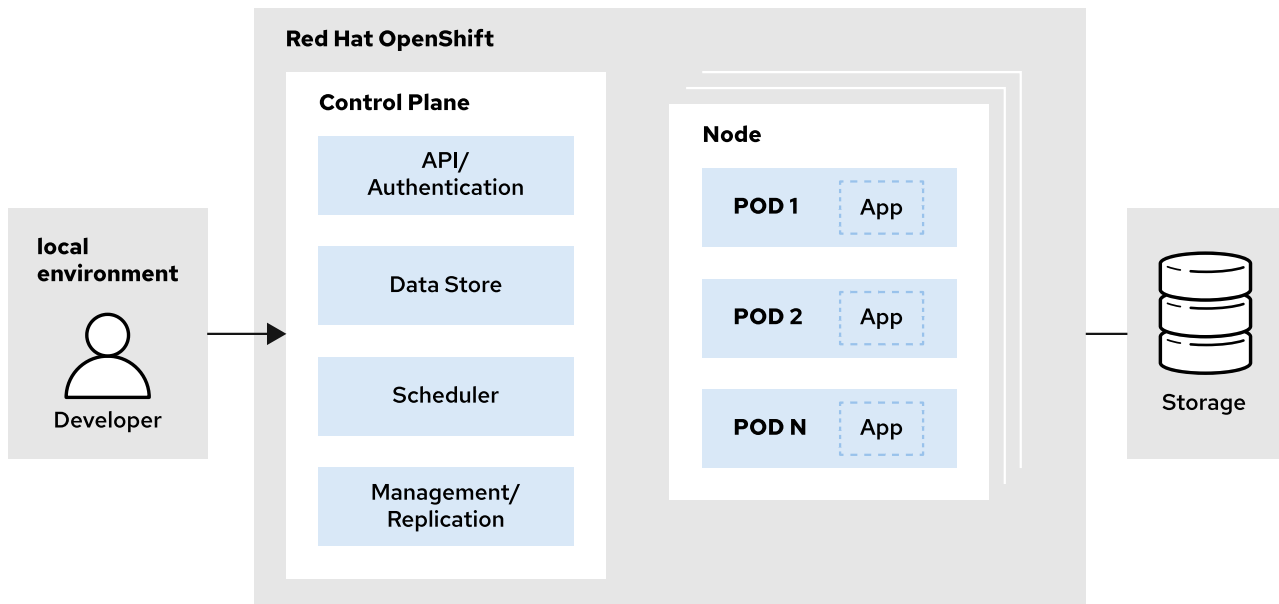 Red Hat OpenShift
local
environment
Developer
Control Plane
API/
Authentication
Data Store
Scheduler
Management/
Replication
Node
POD 1 App
POD 2 App
POD N App
Storage